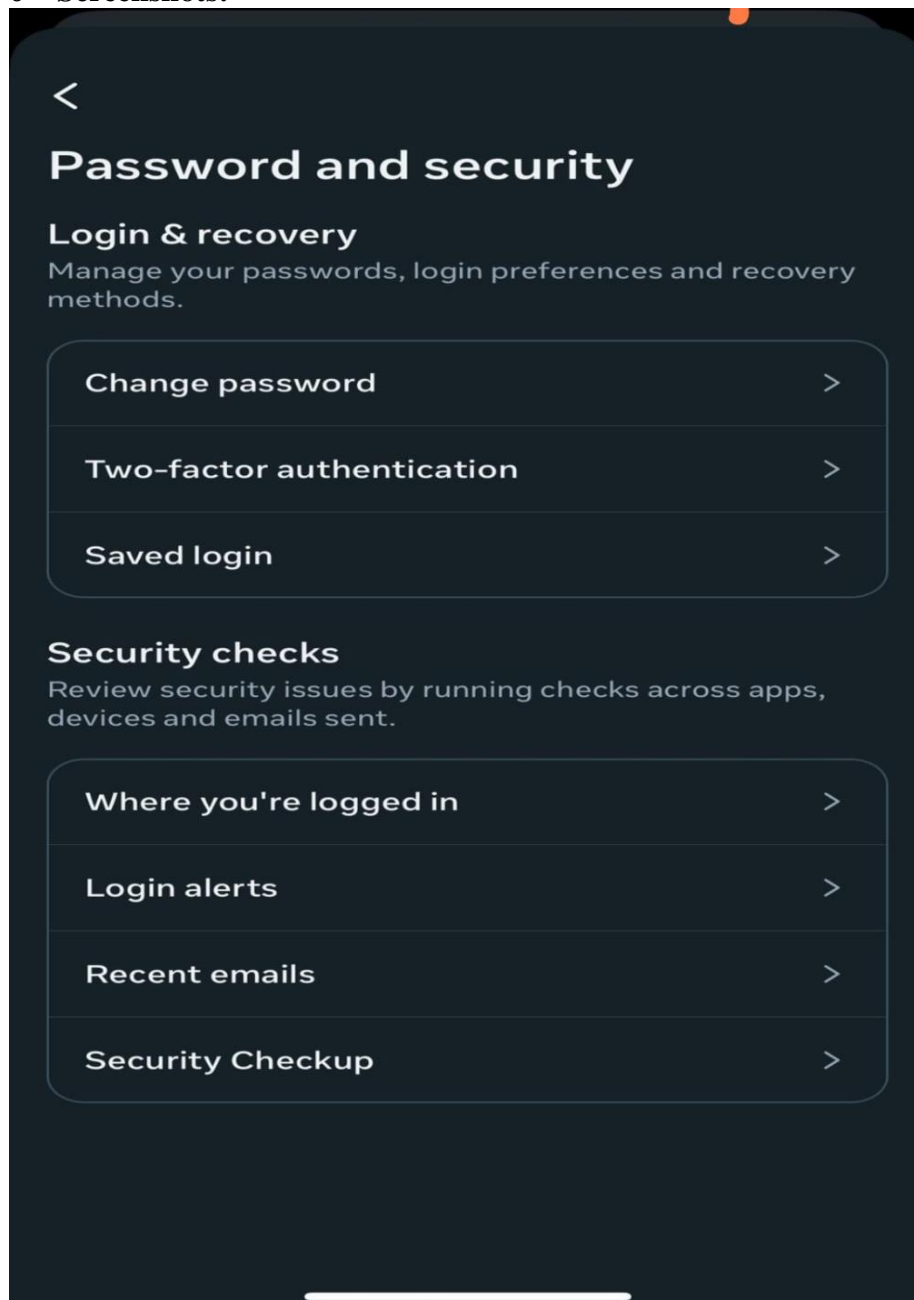 Password and security
Login & recovery
Manage your passwords, login preferences and recovery
methods.
Change password
Two-factor authentication
Saved login
Security checks
Review security issues by running checks across apps,
devices and emails sent.
Where you're logged in
Login alerts
Recent emails
Security Checkup